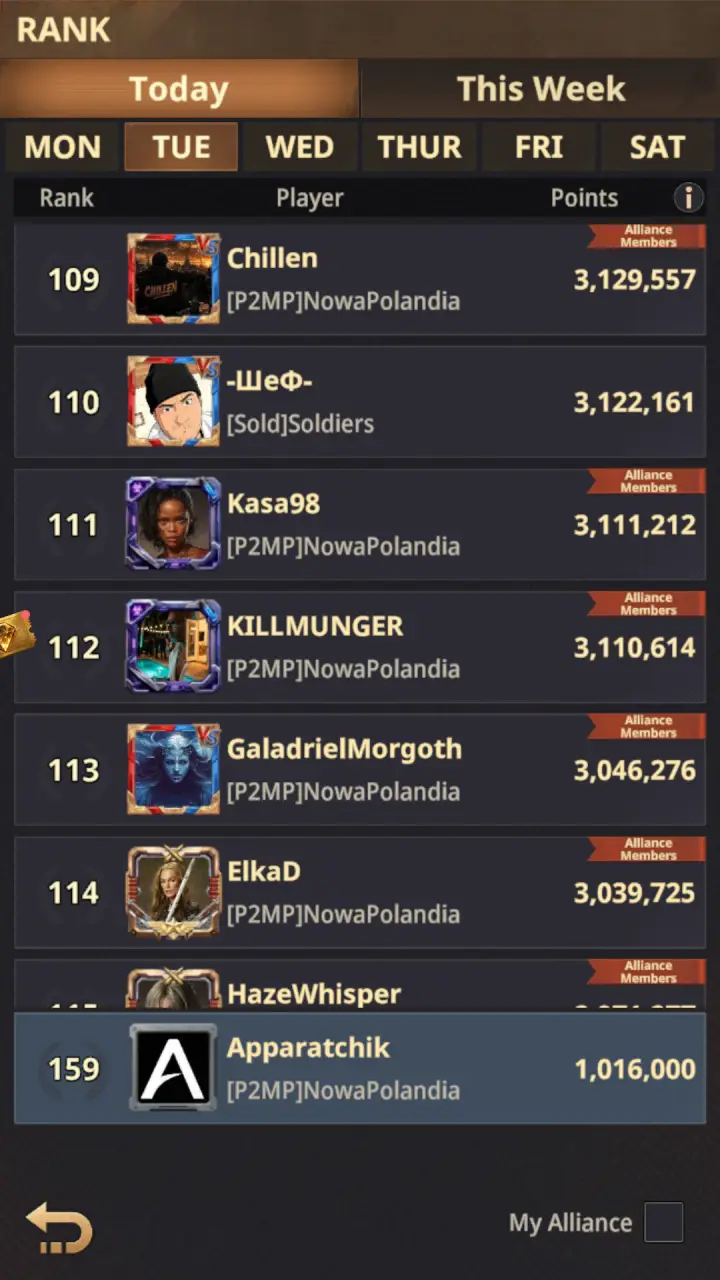 RANK
Today
This Week
MON
TUE
WED
THUR
FRI
SAT
Rank
Player
Points
Alliance Members
109
Chillen
[P2MP]NowaPolandia
3,129,557
110
-ШеФ-
[Sold]Soldiers
3,122,161
Alliance Members
111
Kasa98
[P2MP]NowaPolandia
3,111,212
Alliance Members
112
KILLMUNGER
[P2MP]NowaPolandia
3,110,614
Alliance Members
113
GaladrielMorgoth
[P2MP]NowaPolandia
3,046,276
Alliance Members
114
ElkaD
[P2MP]NowaPolandia
3,039,725
Alliance Members
HazeWhisper
159
Apparatchik
[P2MP]NowaPolandia
1,016,000
My Alliance